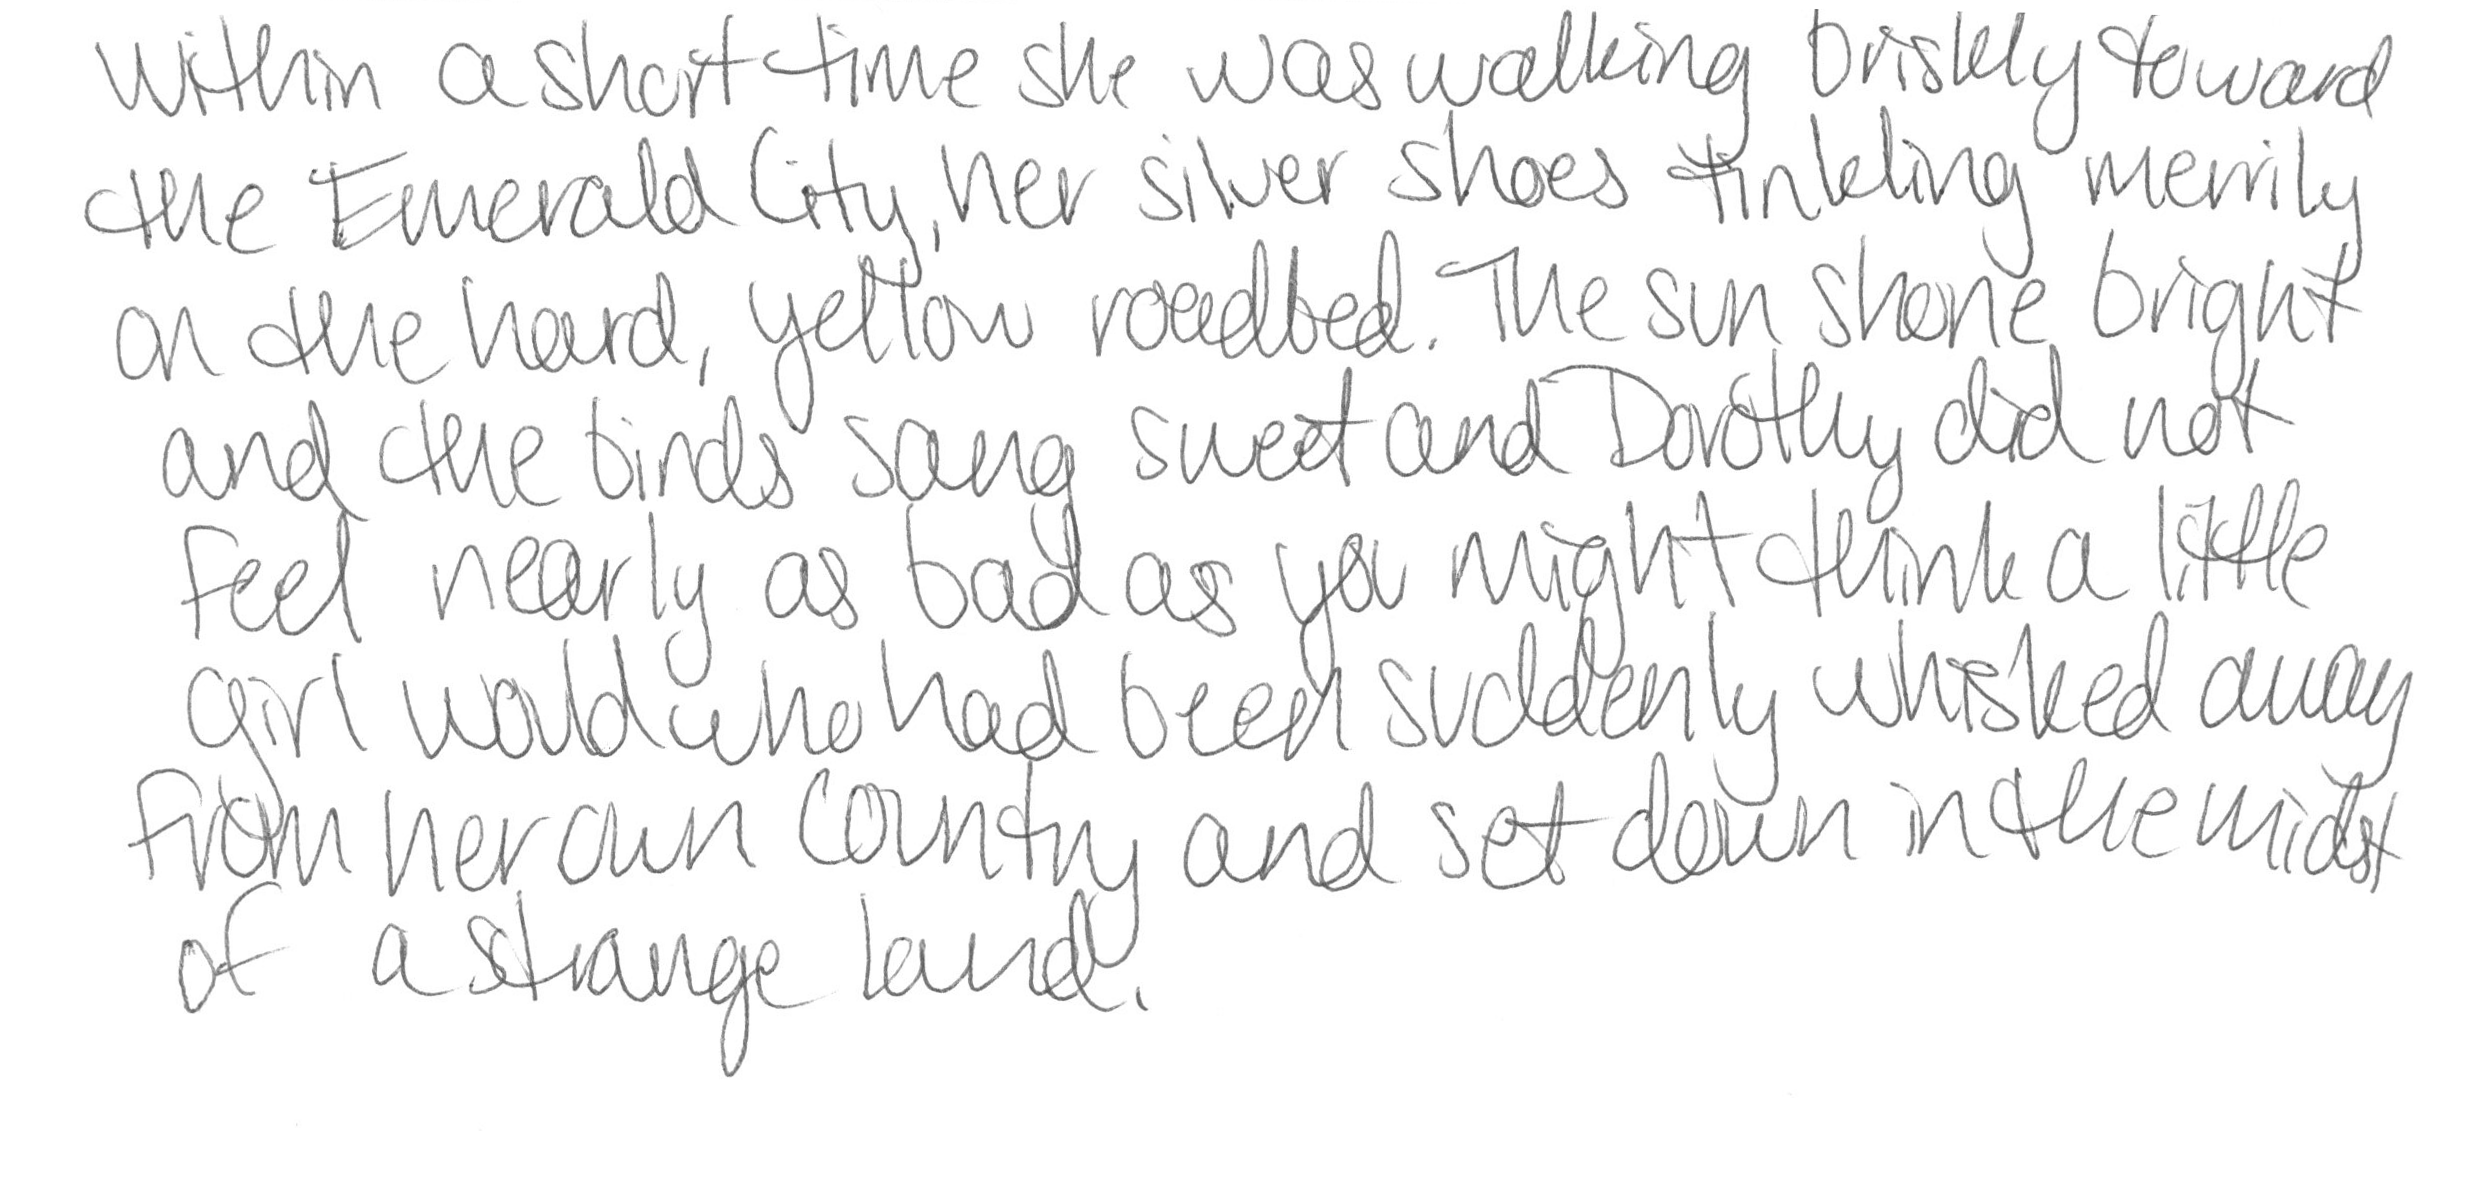 Within a short time she was walking briskly toward
the Emerald City, her silver shoes tinkling merrily
on the hard, yellow roadbed. The sun shone bright
and the birds sang sweet and Dorothy did not
feel nearly as bad as you might think a little
girl would who had been suddenly whisked away
from her own country and set down in the midst
of a strange land.